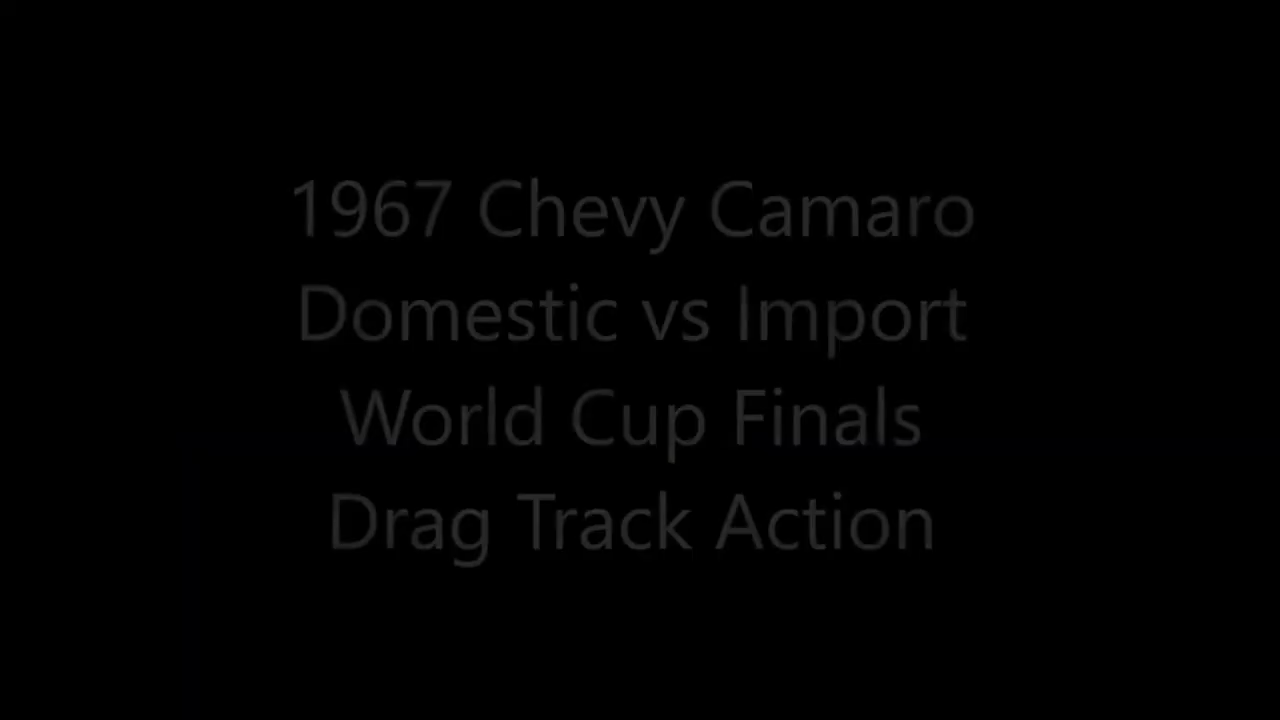 1967 Chevy Camaro
Domestic vs Import
World Cup Finals
Drag Track Action